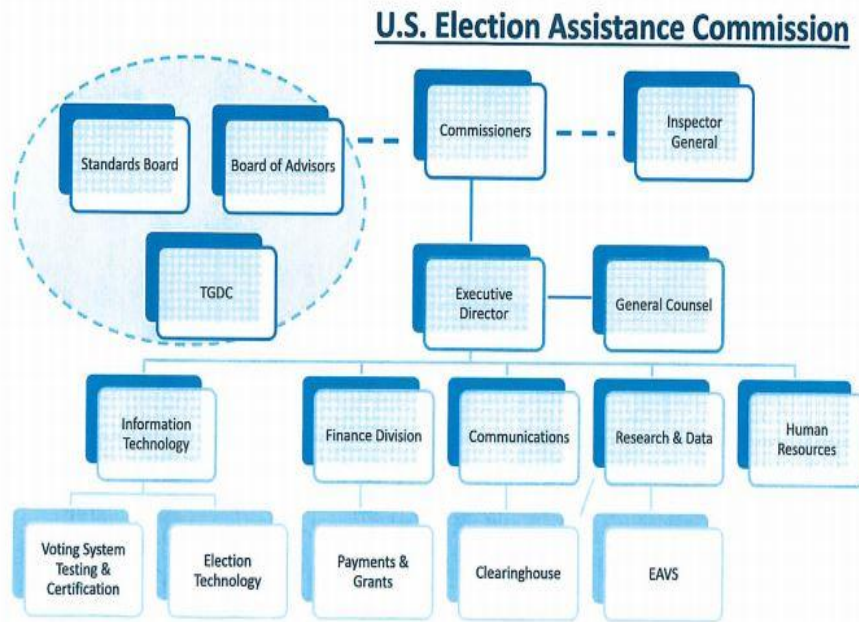 U.S. Election Assistance Commission
Commissioners
Inspector
General
Standards Board
Board of Advisors
TGDC
Executive
Director
General Counsel
Information
Technology
Finance Division
Communications
Research & Data
Human
Resources
Voting System
Testing &
Certification
Election
Technology
Payments &
Grants
Clearinghouse
EAVS